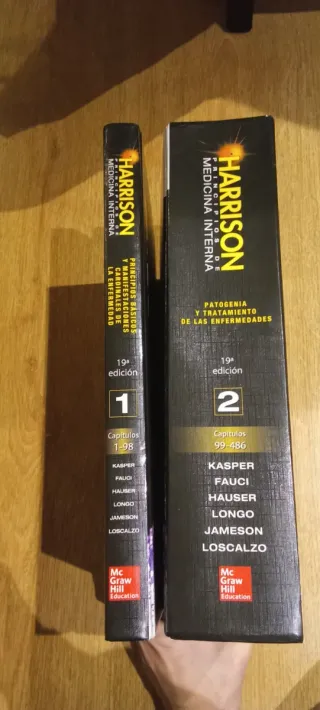 HARRISON
PRINCIPIOS DE
MEDICINA INTERNA
PRINCIPIOS BÁSICOS
Y MANIFESTACIONES
CARDINALES DE
LA ENFERMEDAD
19ª
edición
1
Capítulos
1-98
KASPER
FAUCI
HAUSER
LONGO
JAMESON
LOSCALZO
Mc
Graw
Hill
Education
HARRISON
PRINCIPIOS DE
MEDICINA INTERNA
PATOGENIA
Y TRATAMIENTO
DE LAS ENFERMEDADES
19ª
edición
2
Capítulos
99-486
KASPER
FAUCI
HAUSER
LONGO
JAMESON
LOSCALZO
Mc
Graw
Hill
Education